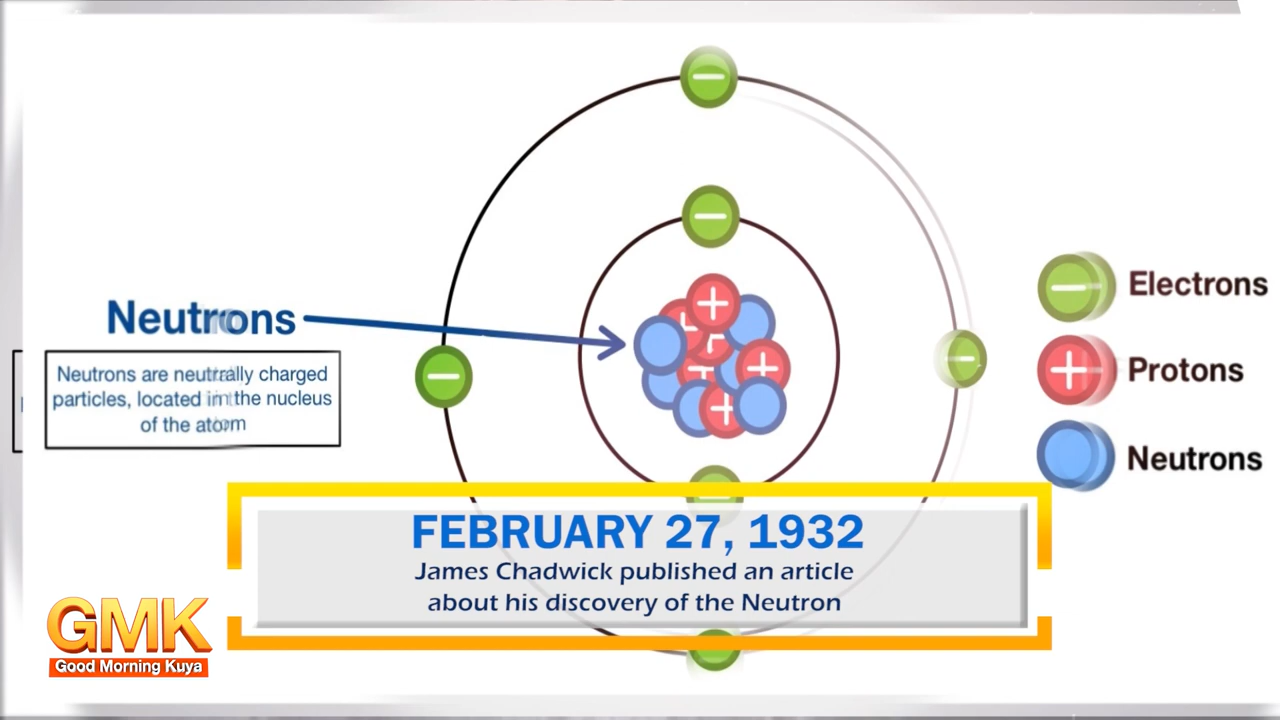 Neutrons
Neutrons are neutrally charged
particles, located in the nucleus
of the atom
Electrons
Protons
Neutrons
FEBRUARY 27, 1932
James Chadwick published an article
about his discovery of the Neutron
GMK
Good Morning Kuya